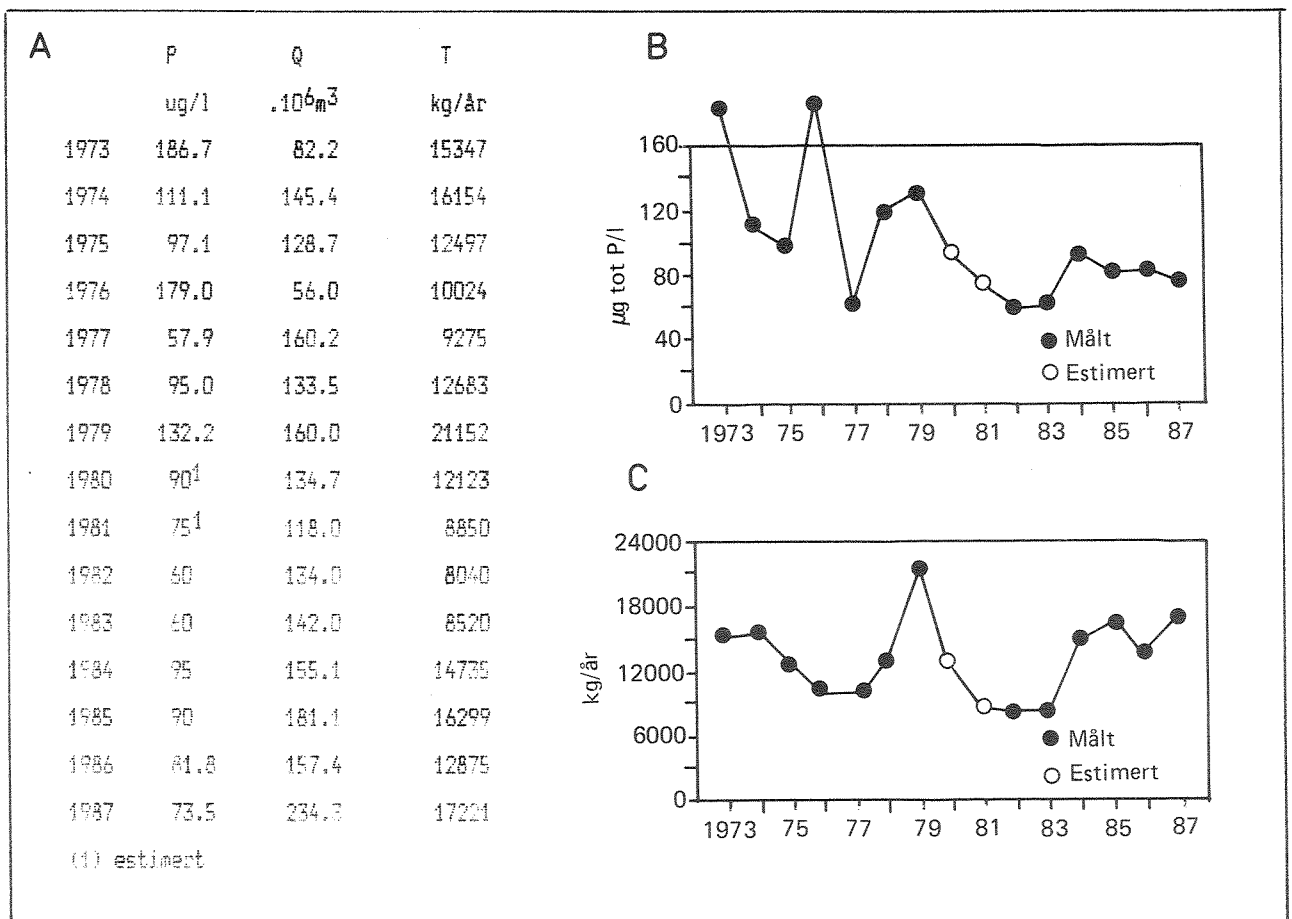 A
P Q T
ug/l .10⁶m³ kg/år
1973 186.7 82.2 15347
1974 111.1 145.4 16154
1975 97.1 128.7 12497
1976 179.0 56.0 10024
1977 57.9 160.2 9275
1978 95.0 133.5 12683
1979 132.2 160.0 21152
1980 90¹ 134.7 12123
1981 75¹ 118.0 8850
1982 60 134.0 8040
1983 60 142.0 8520
1984 95 155.1 14735
1985 90 181.1 16299
1986 81.8 157.4 12875
1987 73.5 234.3 17221
(1) estimert
B
µg tot P/l
160
120
80
40
0
Målt
Estimert
1973 75 77 79 81 83 85 87
C
kg/år
24000
18000
12000
6000
0
Målt
Estimert
1973 75 77 79 81 83 85 87